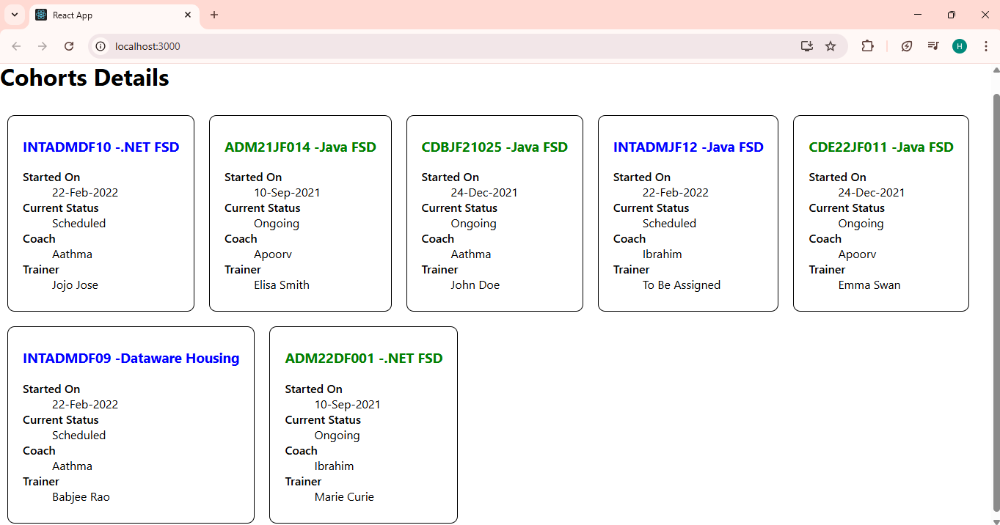 React App
localhost:3000
H
Cohorts Details
INTADMDF10 -.NET FSD
Started On
22-Feb-2022
Current Status
Scheduled
Coach
Aathma
Trainer
Jojo Jose
ADM21JF014 -Java FSD
Started On
10-Sep-2021
Current Status
Ongoing
Coach
Apoorv
Trainer
Elisa Smith
CDBJF21025 -Java FSD
Started On
24-Dec-2021
Current Status
Ongoing
Coach
Aathma
Trainer
John Doe
INTADMJF12 -Java FSD
Started On
22-Feb-2022
Current Status
Scheduled
Coach
Ibrahim
Trainer
To Be Assigned
CDE22JF011 -Java FSD
Started On
24-Dec-2021
Current Status
Ongoing
Coach
Apoorv
Trainer
Emma Swan
INTADMDF09 -Dataware Housing
Started On
22-Feb-2022
Current Status
Scheduled
Coach
Aathma
Trainer
Babjee Rao
ADM22DF001 -.NET FSD
Started On
10-Sep-2021
Current Status
Ongoing
Coach
Ibrahim
Trainer
Marie Curie